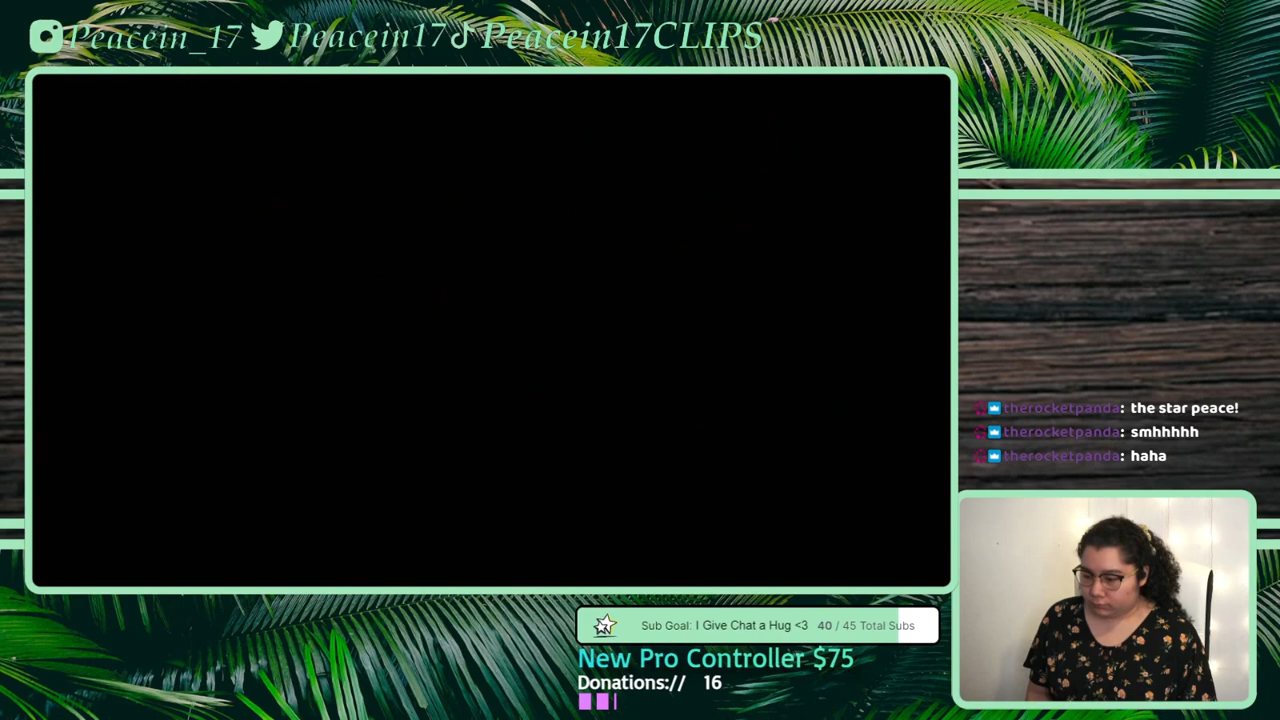 Peacein_17 Peacein17 Peacein17CLIPS
therocketpanda: the star peace!
therocketpanda: smhhhhh
therocketpanda: haha
Sub Goal: I Give Chat a Hug <3 40 / 45 Total Subs
New Pro Controller $75
Donations:// 16